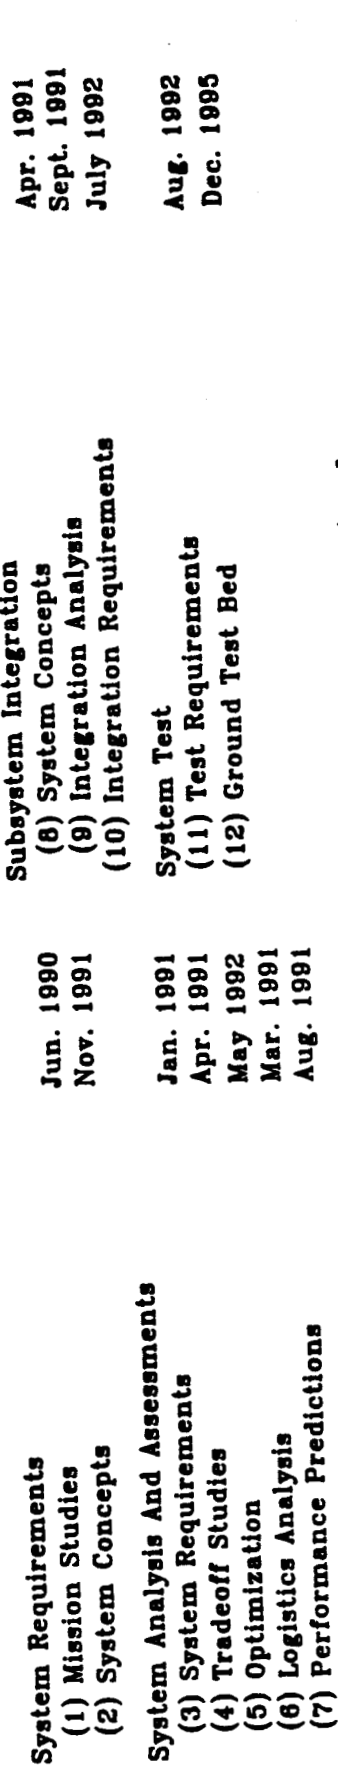 System Requirements
(1) Mission Studies Jun. 1990
(2) System Concepts Nov. 1991
System Analysis And Assessments
(3) System Requirements Jan. 1991
(4) Tradeoff Studies Apr. 1991
(5) Optimization May 1992
(6) Logistics Analysis Mar. 1991
(7) Performance Predictions Aug. 1991
Subsystem Integration
(8) System Concepts Apr. 1991
(9) Integration Analysis Sept. 1991
(10) Integration Requirements July 1992
System Test
(11) Test Requirements Aug. 1992
(12) Ground Test Bed Dec. 1995